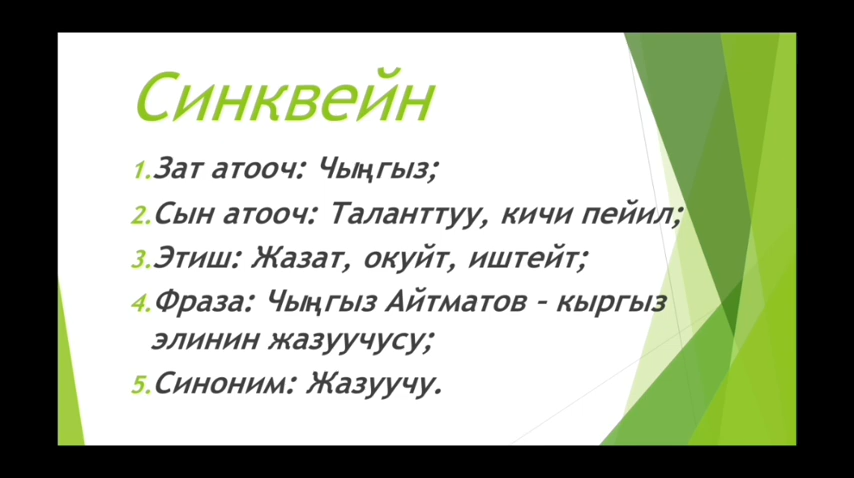 Синквейн
1.Зат атооч: Чыңгыз;
2.Сын атооч: Таланттуу, кичи пейил;
3.Этиш: Жазат, окуйт, иштейт;
4.Фраза: Чыңгыз Айтматов - кыргыз
элинин жазуучусу;
5.Синоним: Жазуучу.